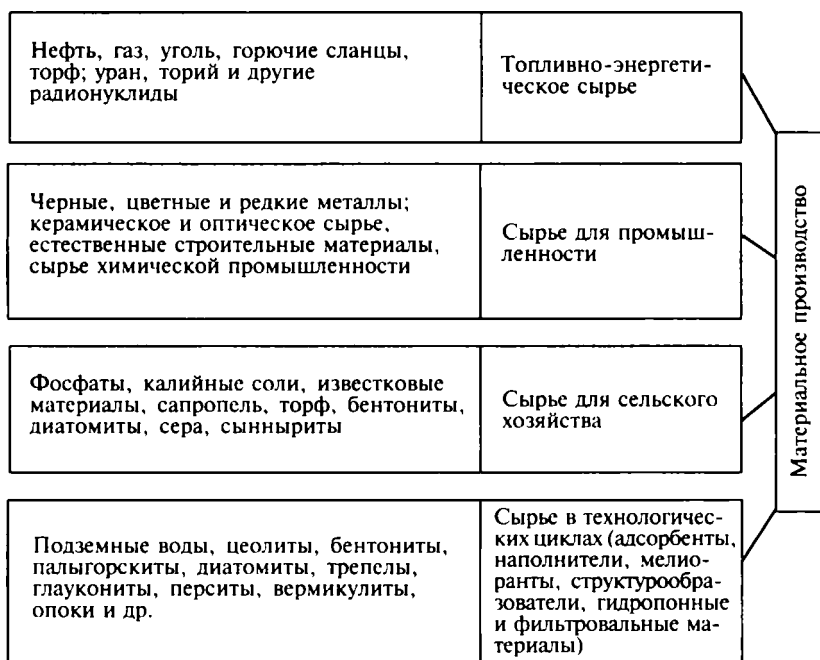 Нефть, газ, уголь, горючие сланцы,
торф; уран, торий и другие
радионуклиды
Топливно-энергети-
ческое сырье
Черные, цветные и редкие металлы;
керамическое и оптическое сырье,
естественные строительные материалы,
сырье химической промышленности
Сырье для промыш-
ленности
Фосфаты, калийные соли, известковые
материалы, сапропель, торф, бентониты,
диатомиты, сера, сынныриты
Сырье для сельского
хозяйства
Подземные воды, цеолиты, бентониты,
палыгорскиты, диатомиты, трепелы,
глаукониты, перситы, вермикулиты,
опоки и др.
Сырье в технологичес-
ких циклах (адсорбенты,
наполнители, мелио-
ранты, структурообра-
зователи, гидропонные
и фильтровальные ма-
териалы)
Материальное производство